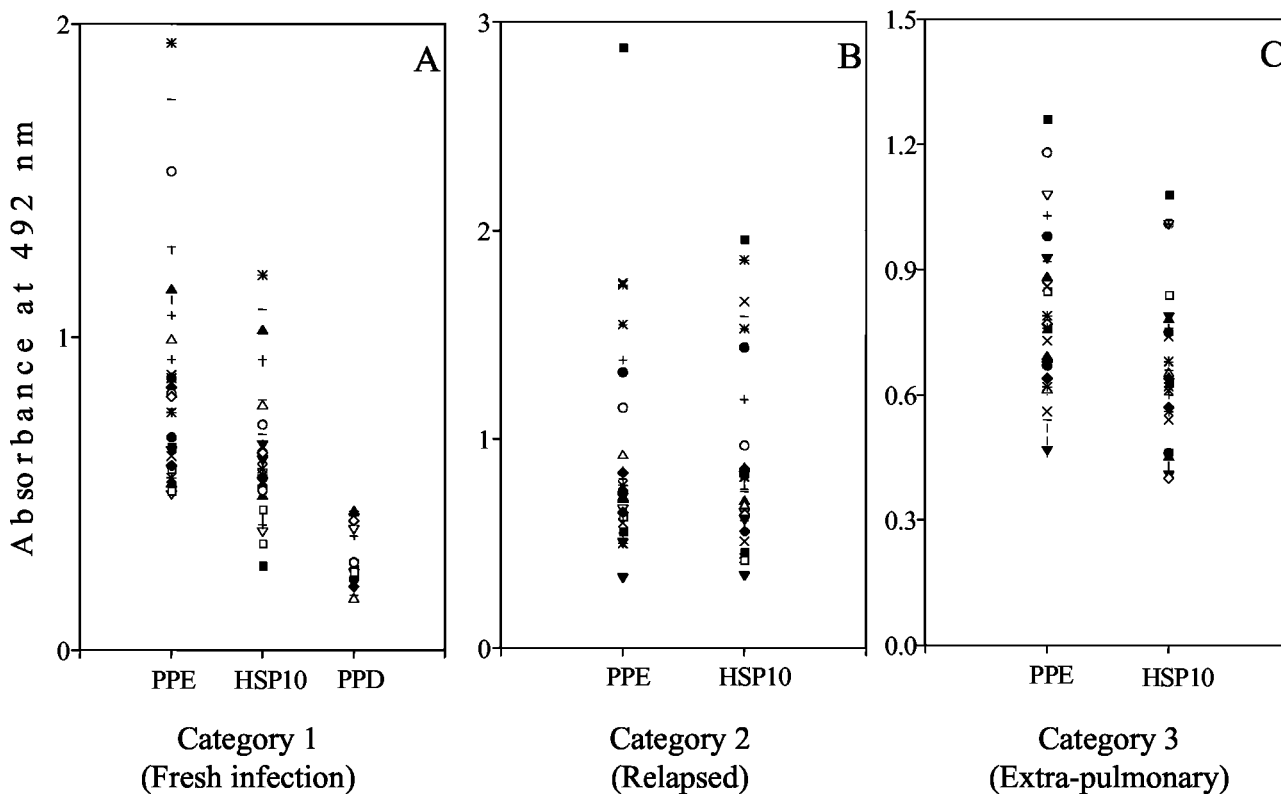 Absorbance at 492 nm
A
2
1
0
PPE HSP10 PPD
Category 1
(Fresh infection)
B
3
2
1
0
PPE HSP10
Category 2
(Relapsed)
C
1.5
1.2
0.9
0.6
0.3
0.0
PPE HSP10
Category 3
(Extra-pulmonary)